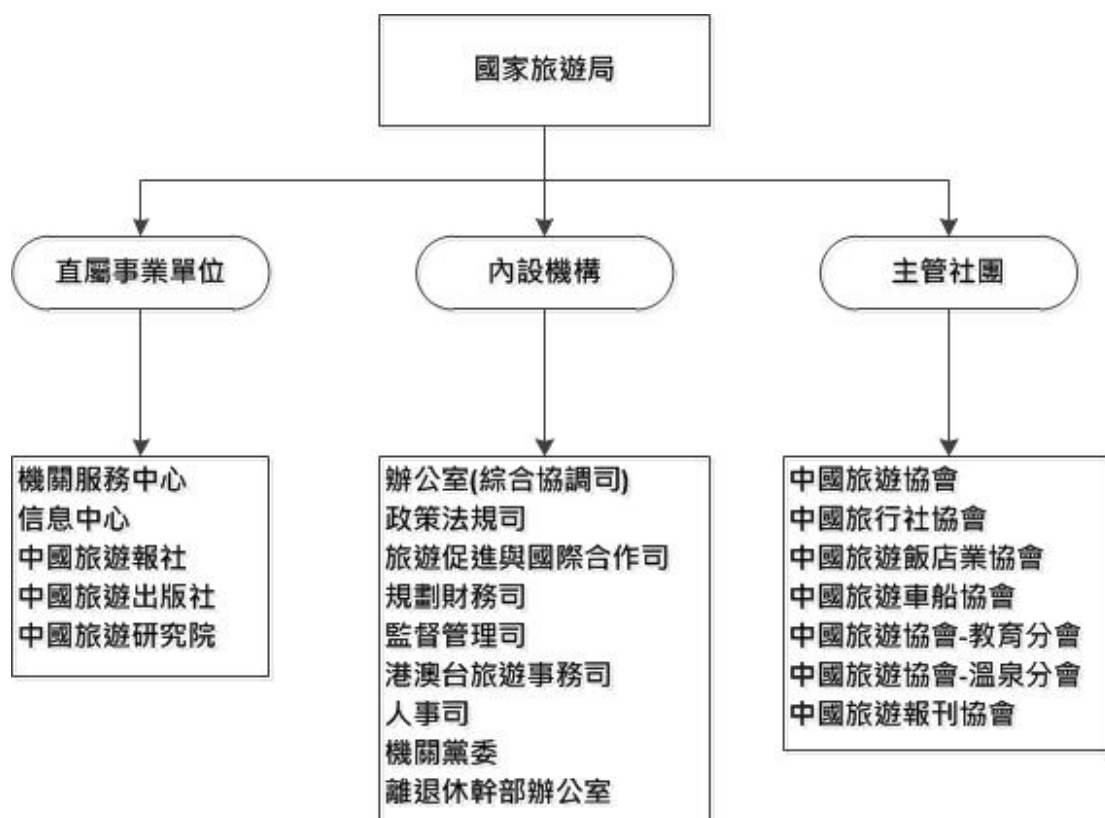 國家旅遊局
直屬事業單位
內設機構
主管社團
機關服務中心
信息中心
中國旅遊報社
中國旅遊出版社
中國旅遊研究院
辦公室(綜合協調司)
政策法規司
旅遊促進與國際合作司
規劃財務司
監督管理司
港澳台旅遊事務司
人事司
機關黨委
離退休幹部辦公室
中國旅遊協會
中國旅行社協會
中國旅遊飯店業協會
中國旅遊車船協會
中國旅遊協會-教育分會
中國旅遊協會-溫泉分會
中國旅遊報刊協會